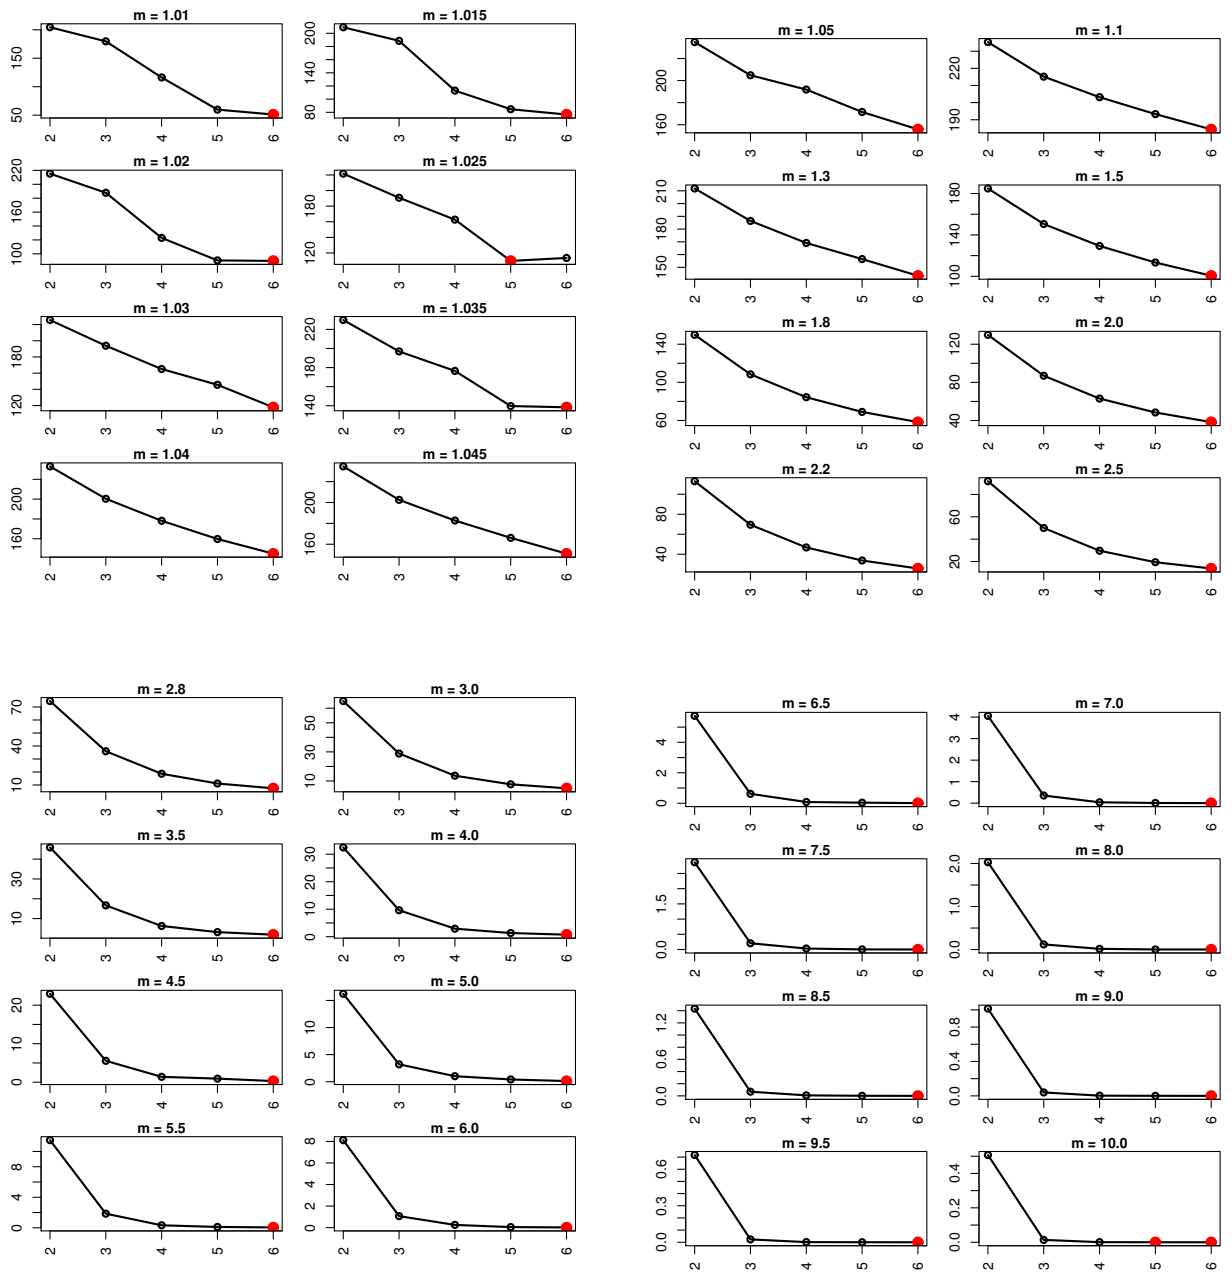 m = 1.01
50 150
2 3 4 5 6
m = 1.015
80 140 200
2 3 4 5 6
m = 1.02
100 160 220
2 3 4 5 6
m = 1.025
120 180
2 3 4 5 6
m = 1.03
120 180
2 3 4 5 6
m = 1.035
140 180 220
2 3 4 5 6
m = 1.04
160 200
2 3 4 5 6
m = 1.045
160 200
2 3 4 5 6
m = 1.05
160 200
2 3 4 5 6
m = 1.1
190 220
2 3 4 5 6
m = 1.3
150 180 210
2 3 4 5 6
m = 1.5
100 140 180
2 3 4 5 6
m = 1.8
60 100 140
2 3 4 5 6
m = 2.0
40 80 120
2 3 4 5 6
m = 2.2
40 80
2 3 4 5 6
m = 2.5
20 60
2 3 4 5 6
m = 2.8
10 40 70
2 3 4 5 6
m = 3.0
10 30 50
2 3 4 5 6
m = 3.5
10 30
2 3 4 5 6
m = 4.0
0 10 20 30
2 3 4 5 6
m = 4.5
0 10 20
2 3 4 5 6
m = 5.0
0 5 10
2 3 4 5 6
m = 5.5
0 4 8
2 3 4 5 6
m = 6.0
0 2 4 6 8
2 3 4 5 6
m = 6.5
0 2 4
2 3 4 5 6
m = 7.0
0 1 2 3 4
2 3 4 5 6
m = 7.5
0.0 1.5
2 3 4 5 6
m = 8.0
0.0 1.0 2.0
2 3 4 5 6
m = 8.5
0.0 0.6 1.2
2 3 4 5 6
m = 9.0
0.0 0.4 0.8
2 3 4 5 6
m = 9.5
0.0 0.3 0.6
2 3 4 5 6
m = 10.0
0.0 0.2 0.4
2 3 4 5 6